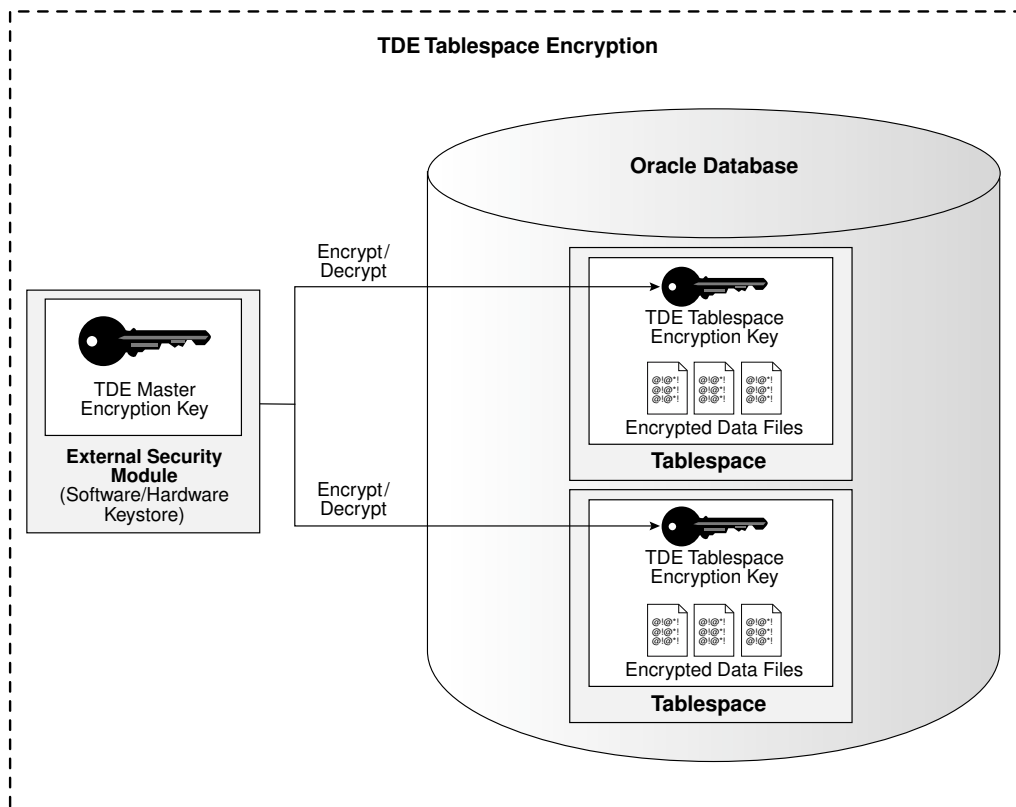 TDE Tablespace Encryption
Oracle Database
Encrypt/
Decrypt
TDE Master
Encryption Key
External Security
Module
(Software/Hardware
Keystore)
TDE Tablespace
Encryption Key
@!@*!
@!@*!
@!@*!
@!@*!
@!@*!
@!@*!
@!@*!
@!@*!
@!@*!
Encrypted Data Files
Tablespace
Encrypt/
Decrypt
TDE Tablespace
Encryption Key
@!@*!
@!@*!
@!@*!
@!@*!
@!@*!
@!@*!
@!@*!
@!@*!
@!@*!
Encrypted Data Files
Tablespace